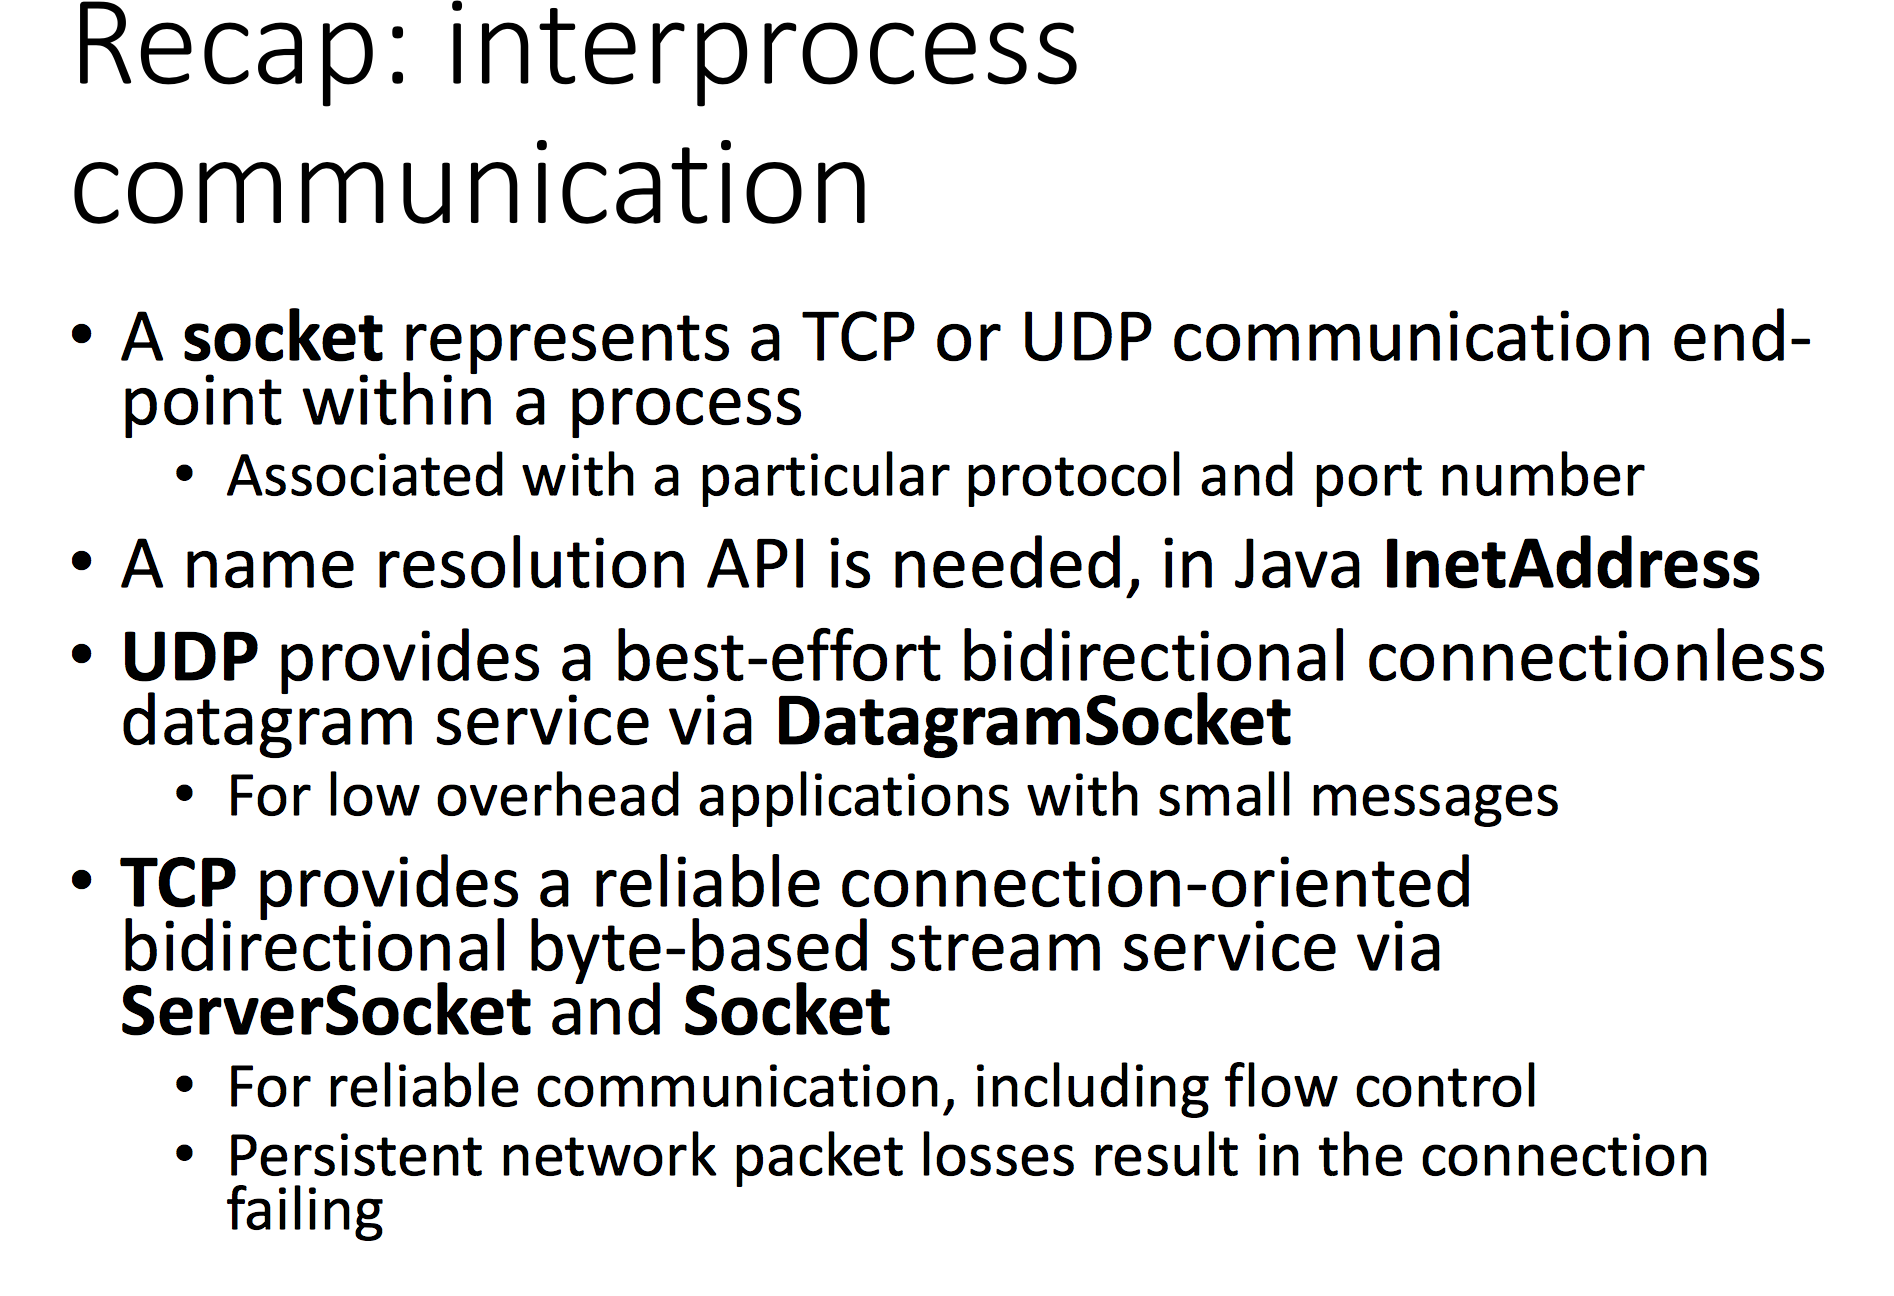 Recap: interprocess
communication
• A socket represents a TCP or UDP communication end-
point within a process
• Associated with a particular protocol and port number
• A name resolution API is needed, in Java InetAddress
• UDP provides a best-effort bidirectional connectionless
datagram service via DatagramSocket
• For low overhead applications with small messages
• TCP provides a reliable connection-oriented
bidirectional byte-based stream service via
ServerSocket and Socket
• For reliable communication, including flow control
• Persistent network packet losses result in the connection
failing